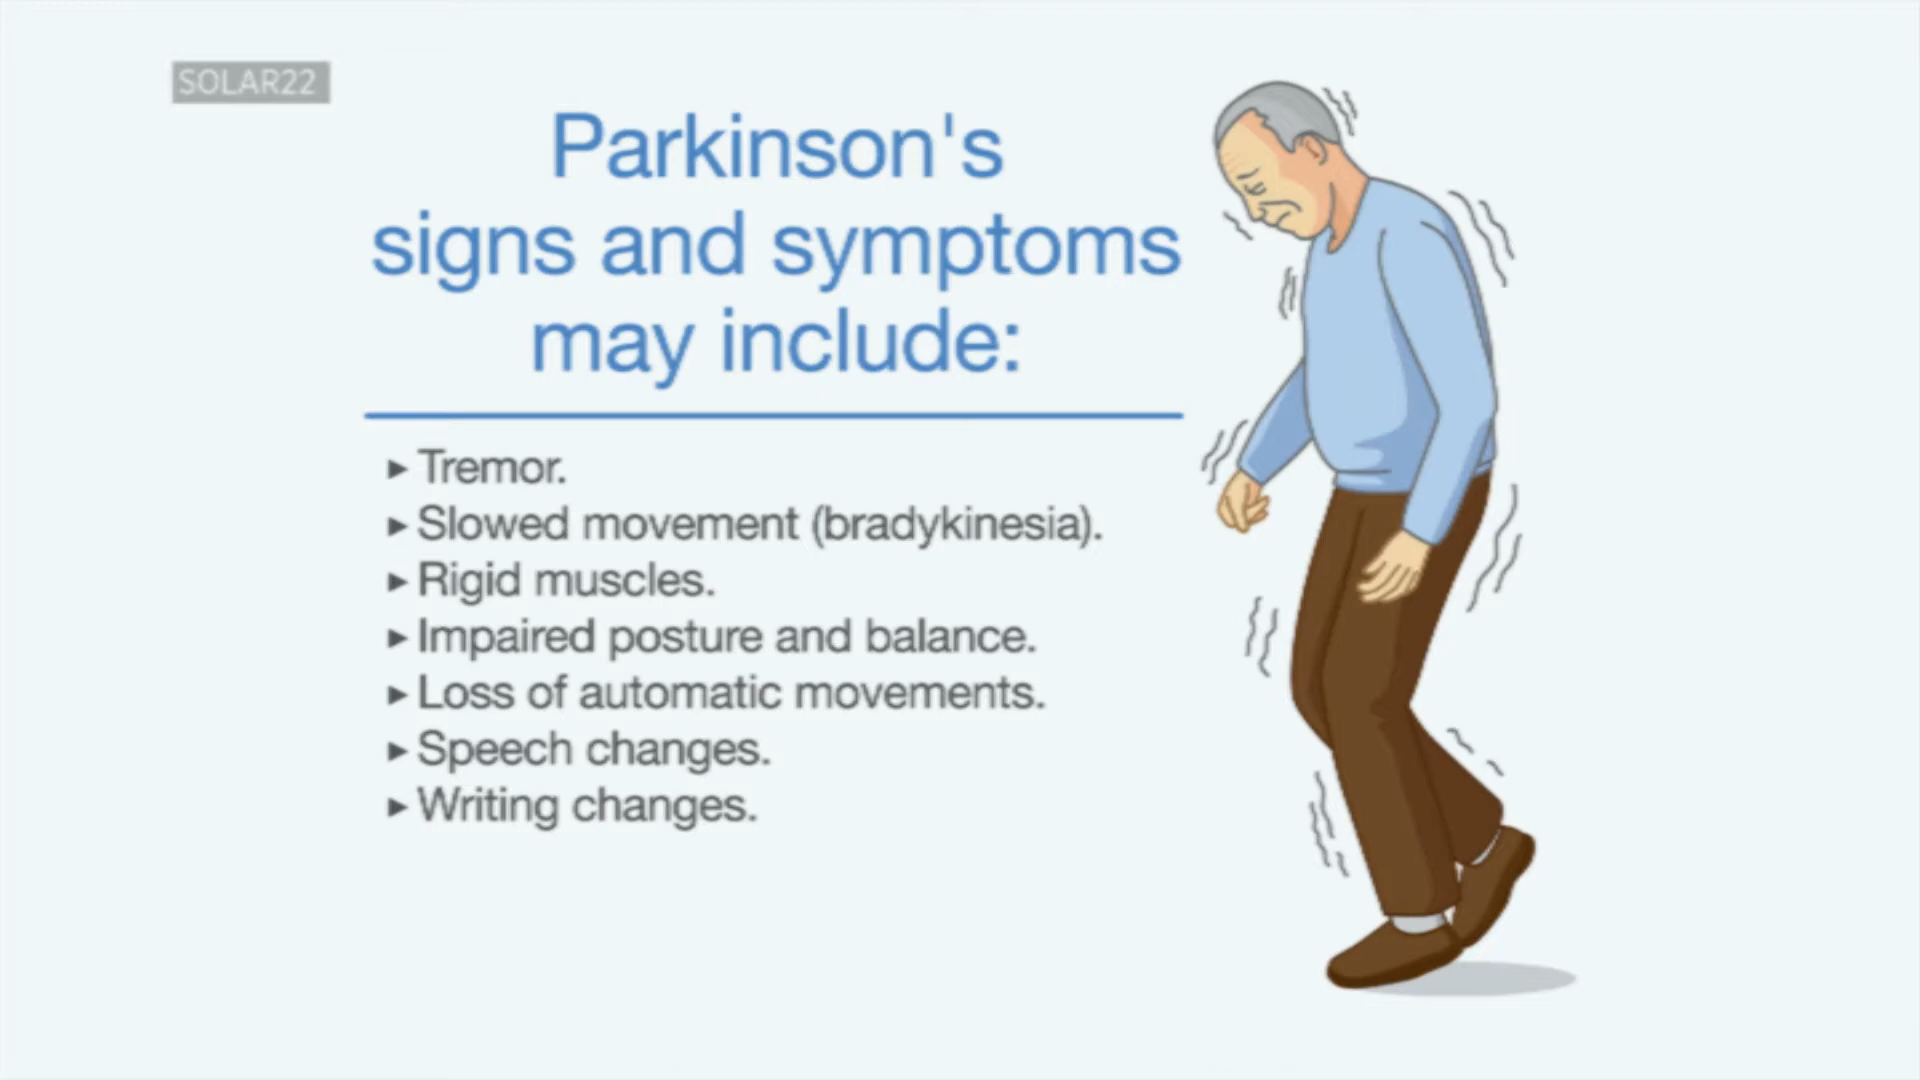 SOLAR22
Parkinson's
signs and symptoms
may include:
▸ Tremor.
▸ Slowed movement (bradykinesia).
▸ Rigid muscles.
▸ Impaired posture and balance.
▸ Loss of automatic movements.
▸ Speech changes.
▸ Writing changes.